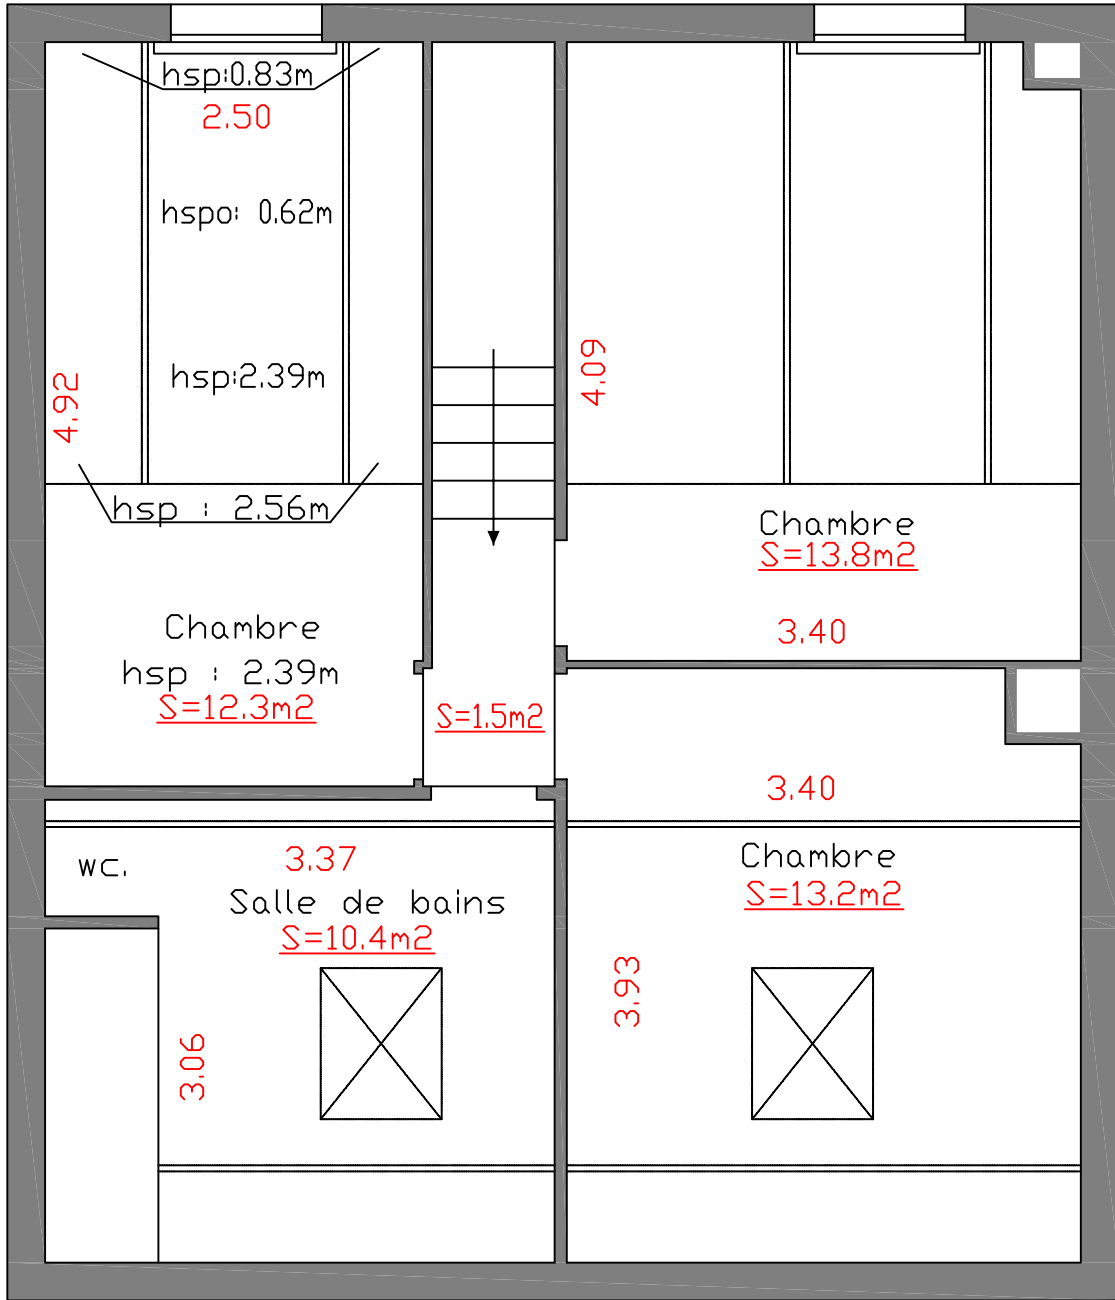 hsp:0.83m
2.50
hspo: 0.62m
hsp:2.39m
4.92
4.09
hsp : 2.56m
Chambre
S=13.8m2
3.40
Chambre
hsp : 2.39m
S=12.3m2
S=1.5m2
3.40
wc.
3.37
Salle de bains
S=10.4m2
Chambre
S=13.2m2
3.93
3.06